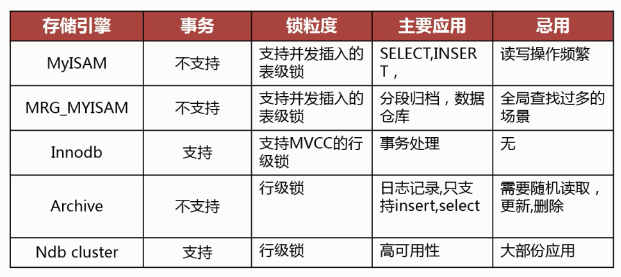 存储引擎 事务 锁粒度 主要应用 忌用
MyISAM 不支持 支持并发插入的表级锁 SELECT,INSERT， 读写操作频繁
MRG_MYISAM 不支持 支持并发插入的表级锁 分段归档，数据仓库 全局查找过多的场景
Innodb 支持 支持MVCC的行级锁 事务处理 无
Archive 不支持 行级锁 日志记录,只支持insert,select 需要随机读取，更新,删除
Ndb cluster 支持 行级锁 高可用性 大部份应用